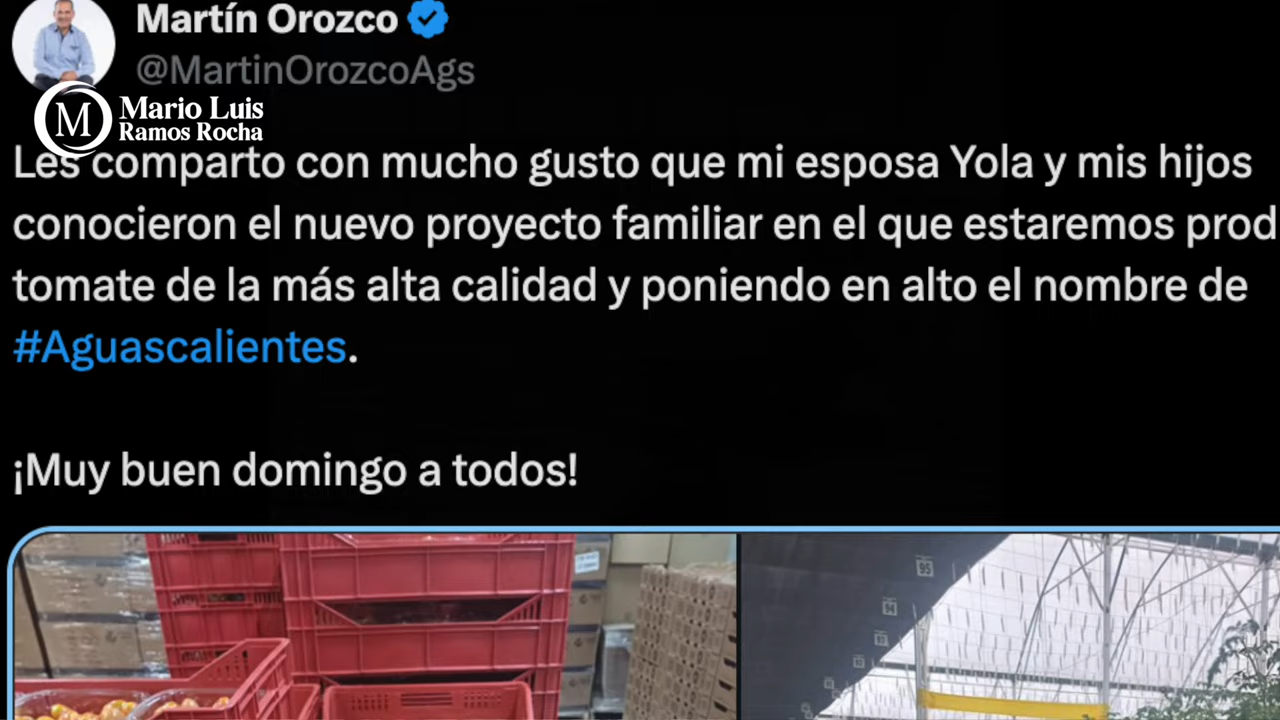 Martín Orozco
@MartinOrozcoAgs
M
Mario Luis
Ramos Rocha
Les comparto con mucho gusto que mi esposa Yola y mis hijos
conocieron el nuevo proyecto familiar en el que estaremos prod
tomate de la más alta calidad y poniendo en alto el nombre de
#Aguascalientes.
¡Muy buen domingo a todos!
95